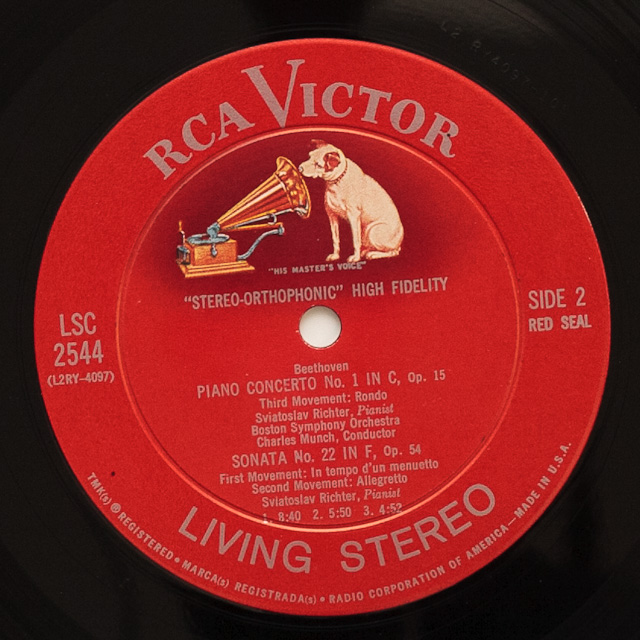 RCA VICTOR
"HIS MASTER'S VOICE"
"STEREO-ORTHOPHONIC" HIGH FIDELITY
LSC
2544
(L2RY-4097)
SIDE 2
RED SEAL
Beethoven
PIANO CONCERTO No. 1 IN C, Op. 15
Third Movement: Rondo
Sviatoslav Richter, Pianist
Boston Symphony Orchestra
Charles Munch, Conductor
SONATA No. 22 IN F, Op. 54
First Movement: In tempo d'un menuetto
Second Movement: Allegretto
Sviatoslav Richter, Pianist
1. 8:40 2. 5:50 3. 4:52
LIVING STEREO
TMK(s) ® REGISTERED • MARCA(s) REGISTRADA(s) • RADIO CORPORATION OF AMERICA—MADE IN U.S.A.